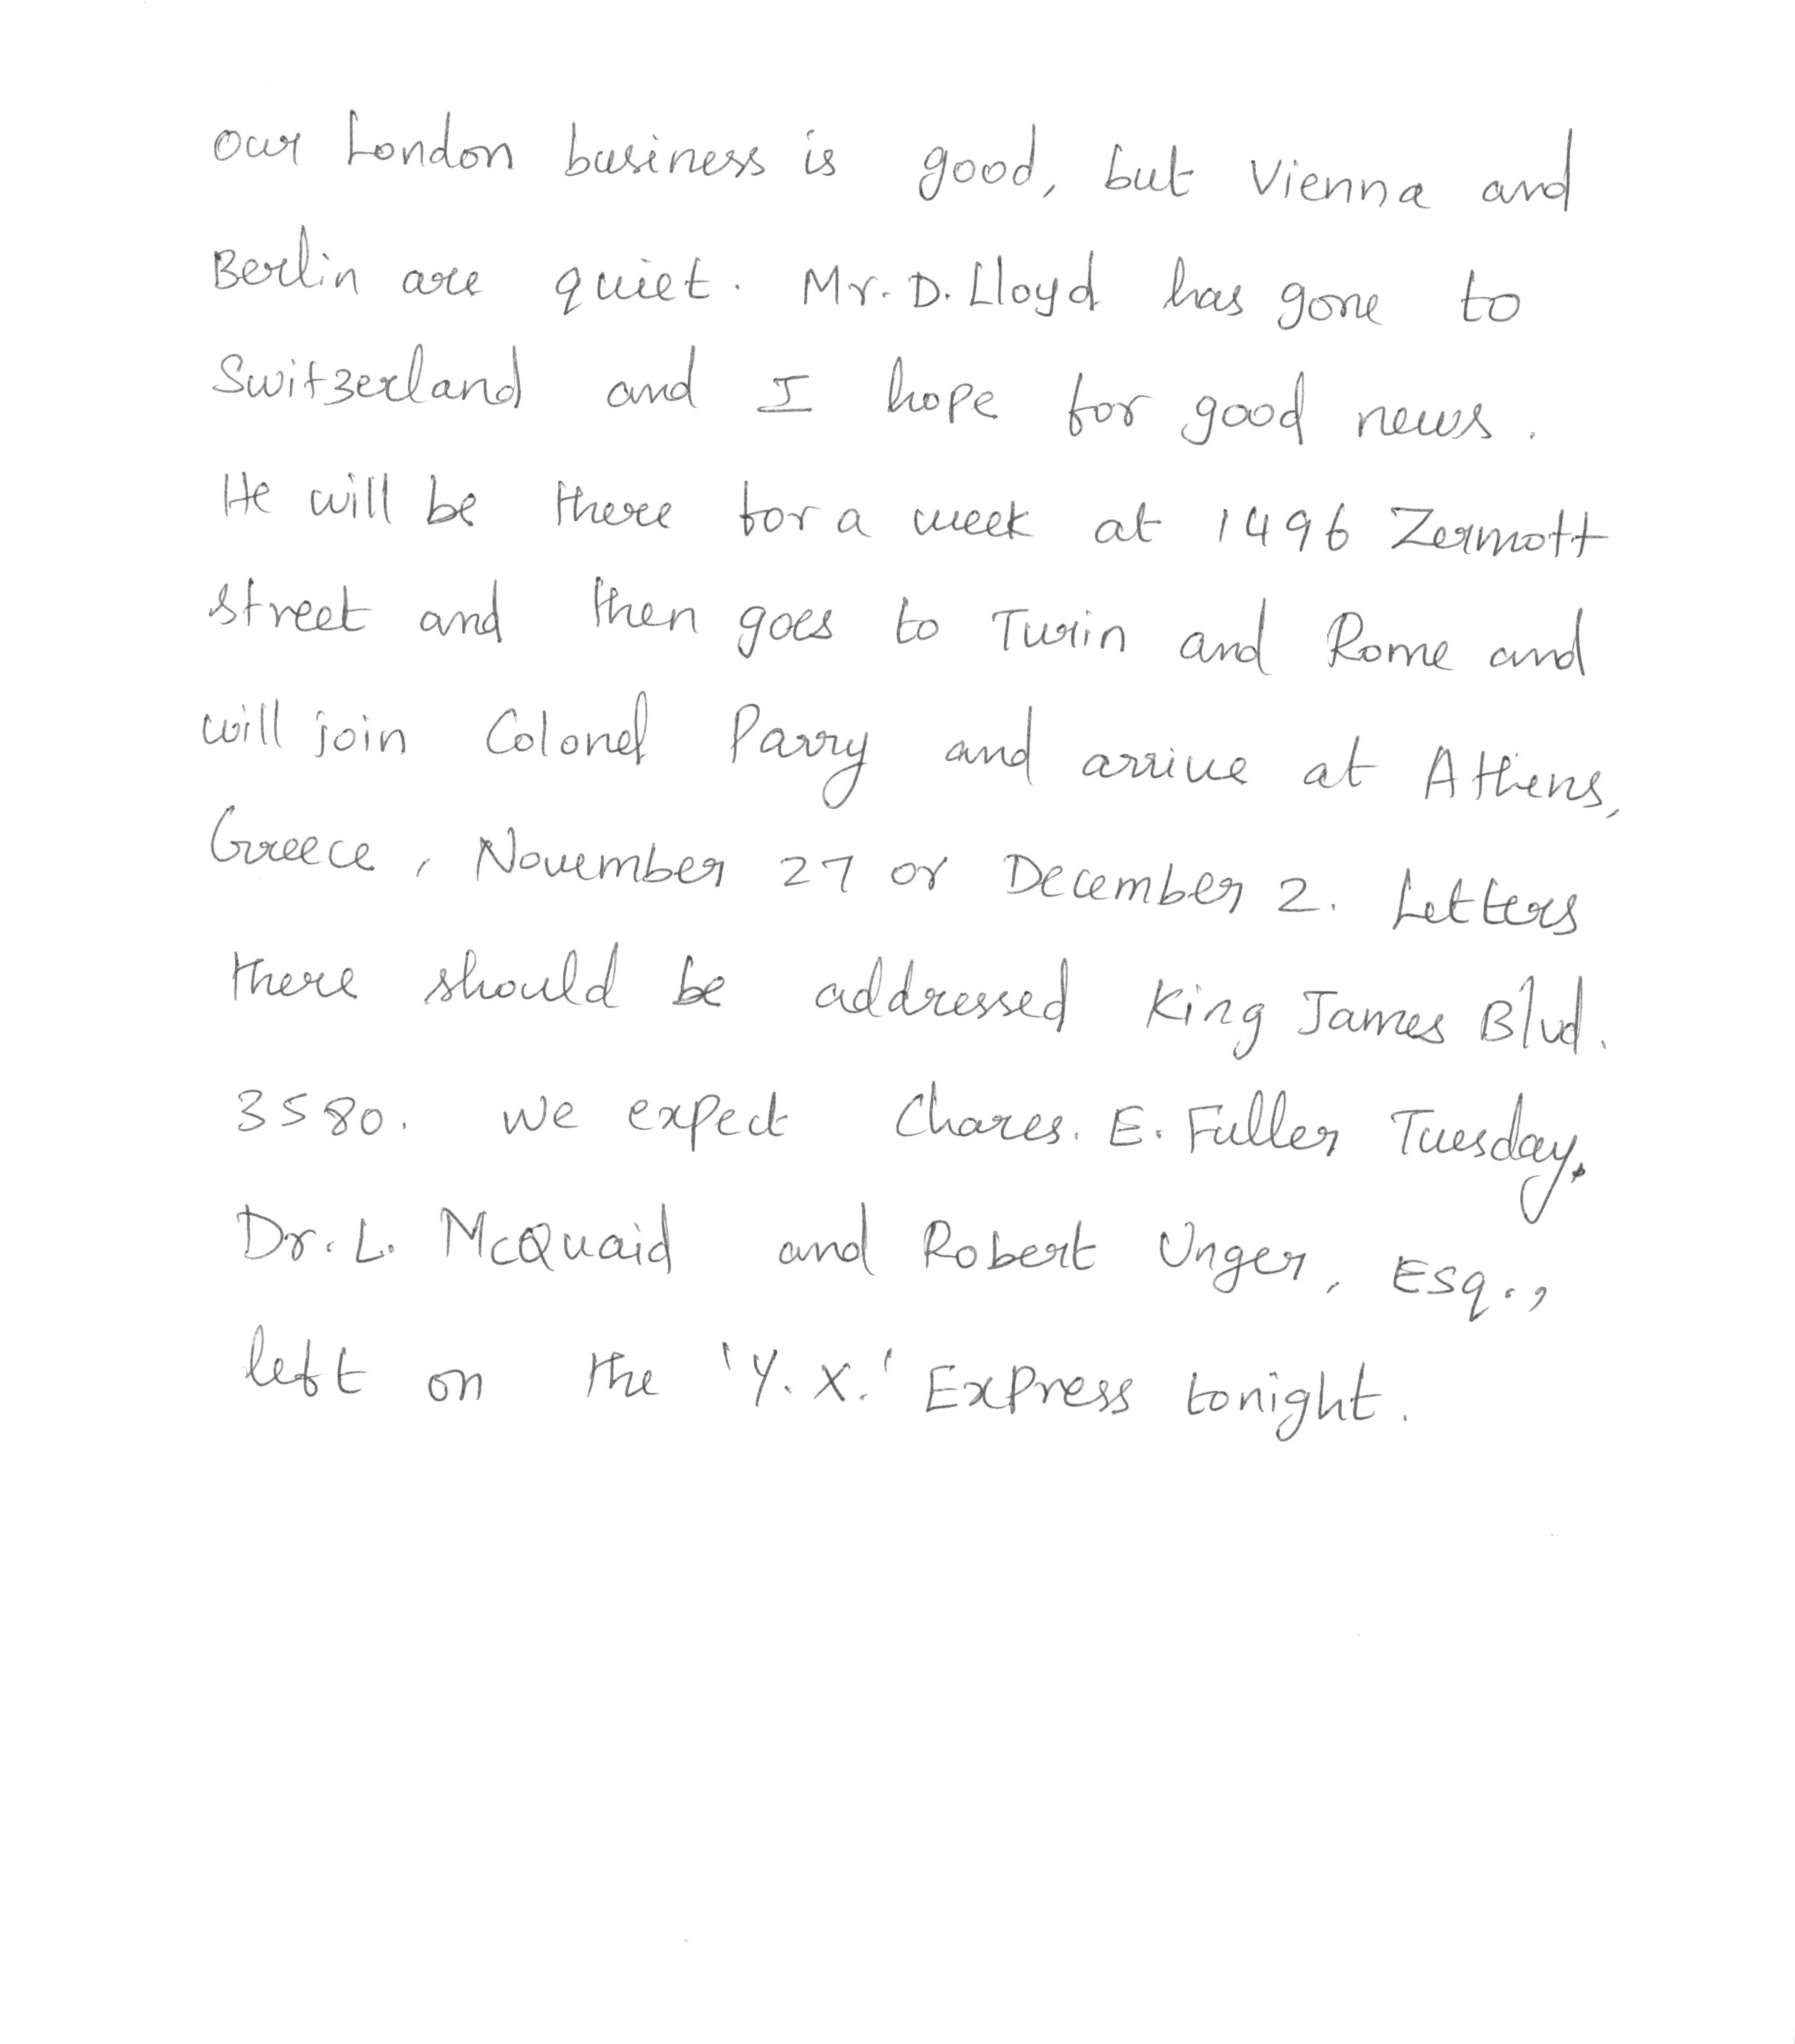 our London business is good, but Vienna and
Berlin are quiet. Mr. D. Lloyd has gone to
Switzerland and I hope for good news.
He will be there for a week at 1496 Zermott
street and then goes to Turin and Rome and
will join Colonel Parry and arrive at Athens,
Greece, November 27 or December 2. Letters
there should be addressed King James Blvd.
3580. We expect Chares. E. Fuller Tuesday.
Dr. L. McQuaid and Robert Unger, Esq.,
left on the 'Y. X.' Express tonight.